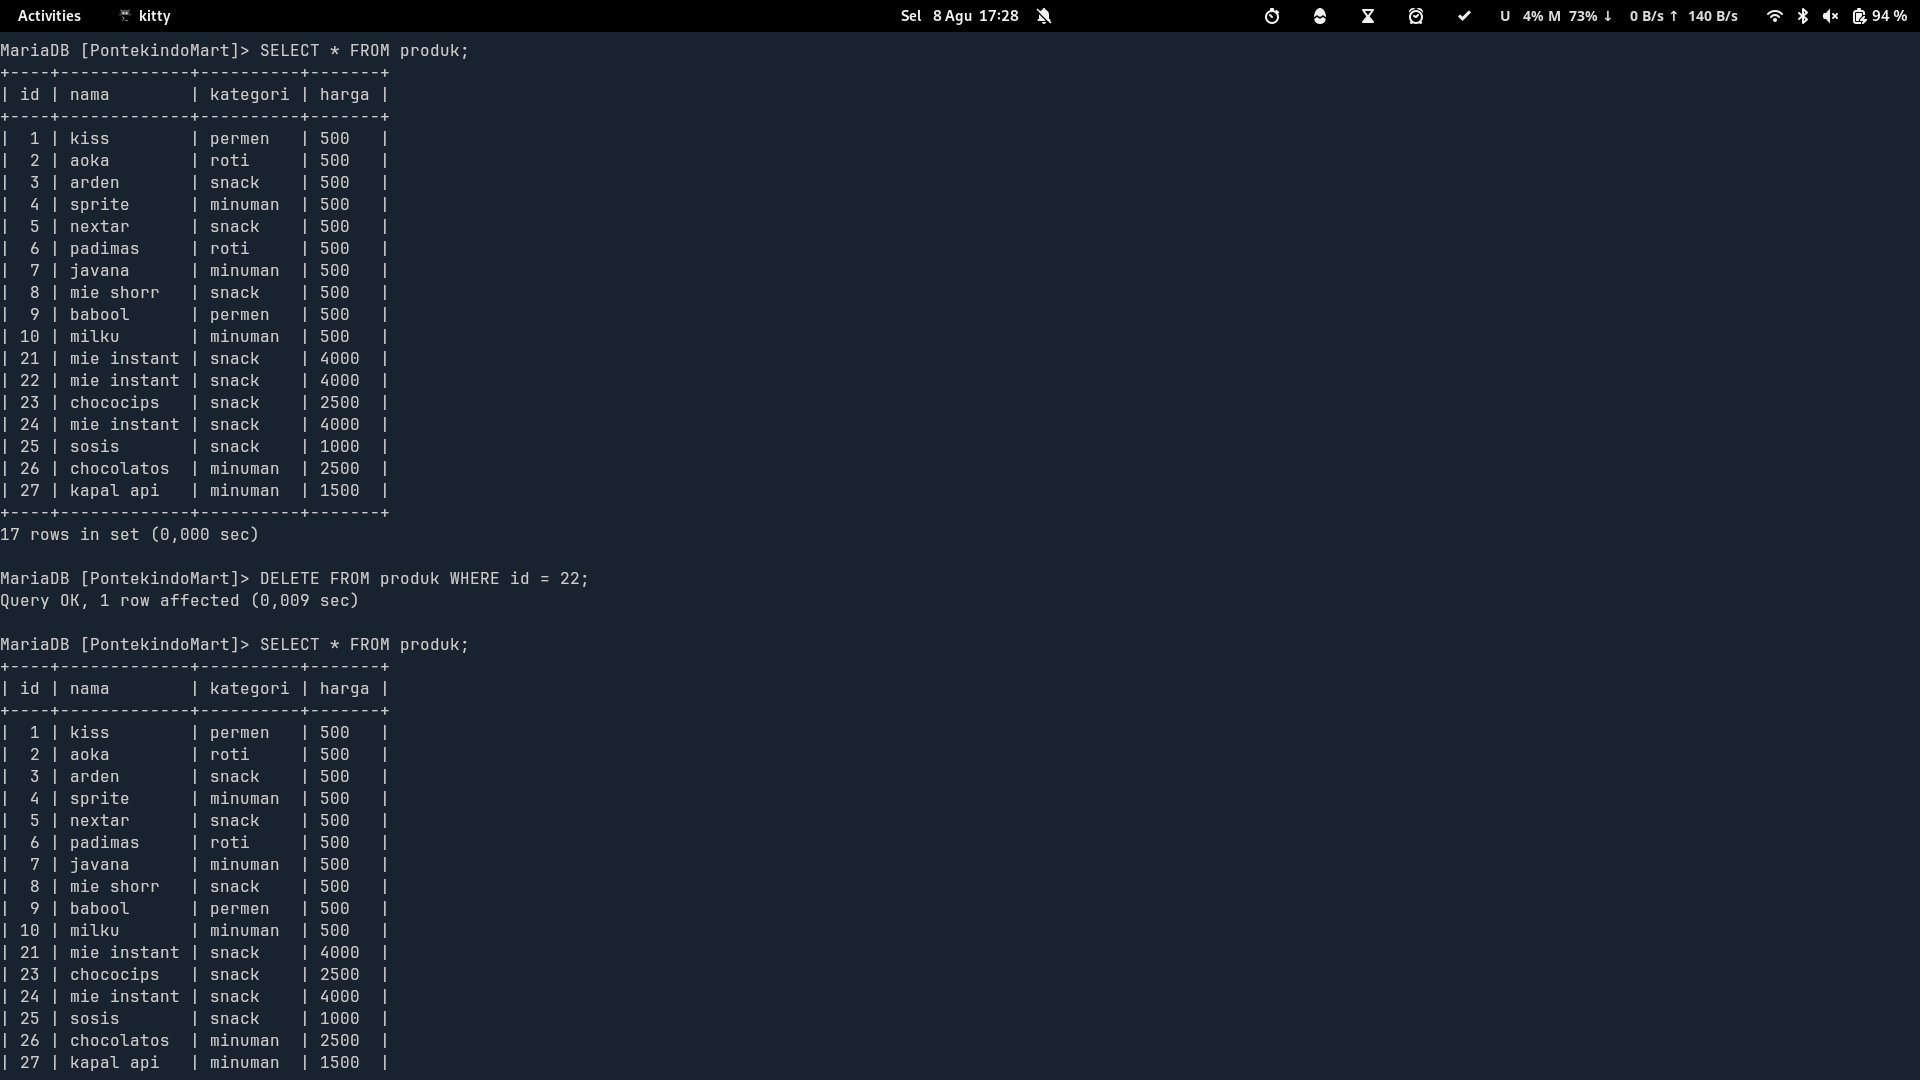 Activities kitty Sel 8 Agu 17:28 U 4% M 73% ↓ 0 B/s ↑ 140 B/s 94 %
MariaDB [PontekindoMart]> SELECT * FROM produk;
+----+-------------+----------+-------+
| id | nama        | kategori | harga |
+----+-------------+----------+-------+
|  1 | kiss        | permen   | 500   |
|  2 | aoka        | roti     | 500   |
|  3 | arden       | snack    | 500   |
|  4 | sprite      | minuman  | 500   |
|  5 | nextar      | snack    | 500   |
|  6 | padimas     | roti     | 500   |
|  7 | javana      | minuman  | 500   |
|  8 | mie shorr   | snack    | 500   |
|  9 | babool      | permen   | 500   |
| 10 | milku       | minuman  | 500   |
| 21 | mie instant | snack    | 4000  |
| 22 | mie instant | snack    | 4000  |
| 23 | chococips   | snack    | 2500  |
| 24 | mie instant | snack    | 4000  |
| 25 | sosis       | snack    | 1000  |
| 26 | chocolatos  | minuman  | 2500  |
| 27 | kapal api   | minuman  | 1500  |
+----+-------------+----------+-------+
17 rows in set (0,000 sec)
MariaDB [PontekindoMart]> DELETE FROM produk WHERE id = 22;
Query OK, 1 row affected (0,009 sec)
MariaDB [PontekindoMart]> SELECT * FROM produk;
+----+-------------+----------+-------+
| id | nama        | kategori | harga |
+----+-------------+----------+-------+
|  1 | kiss        | permen   | 500   |
|  2 | aoka        | roti     | 500   |
|  3 | arden       | snack    | 500   |
|  4 | sprite      | minuman  | 500   |
|  5 | nextar      | snack    | 500   |
|  6 | padimas     | roti     | 500   |
|  7 | javana      | minuman  | 500   |
|  8 | mie shorr   | snack    | 500   |
|  9 | babool      | permen   | 500   |
| 10 | milku       | minuman  | 500   |
| 21 | mie instant | snack    | 4000  |
| 23 | chococips   | snack    | 2500  |
| 24 | mie instant | snack    | 4000  |
| 25 | sosis       | snack    | 1000  |
| 26 | chocolatos  | minuman  | 2500  |
| 27 | kapal api   | minuman  | 1500  |